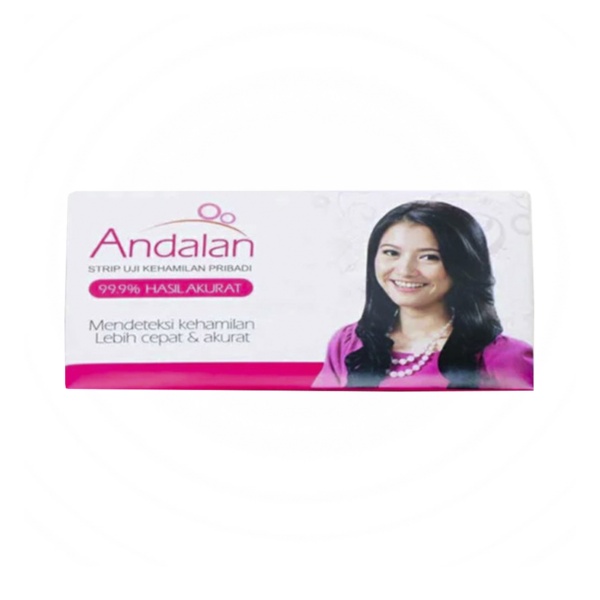 Andalan
STRIP UJI KEHAMILAN PRIBADI
99.9% HASIL AKURAT
Mendeteksi kehamilan
Lebih cepat & akurat